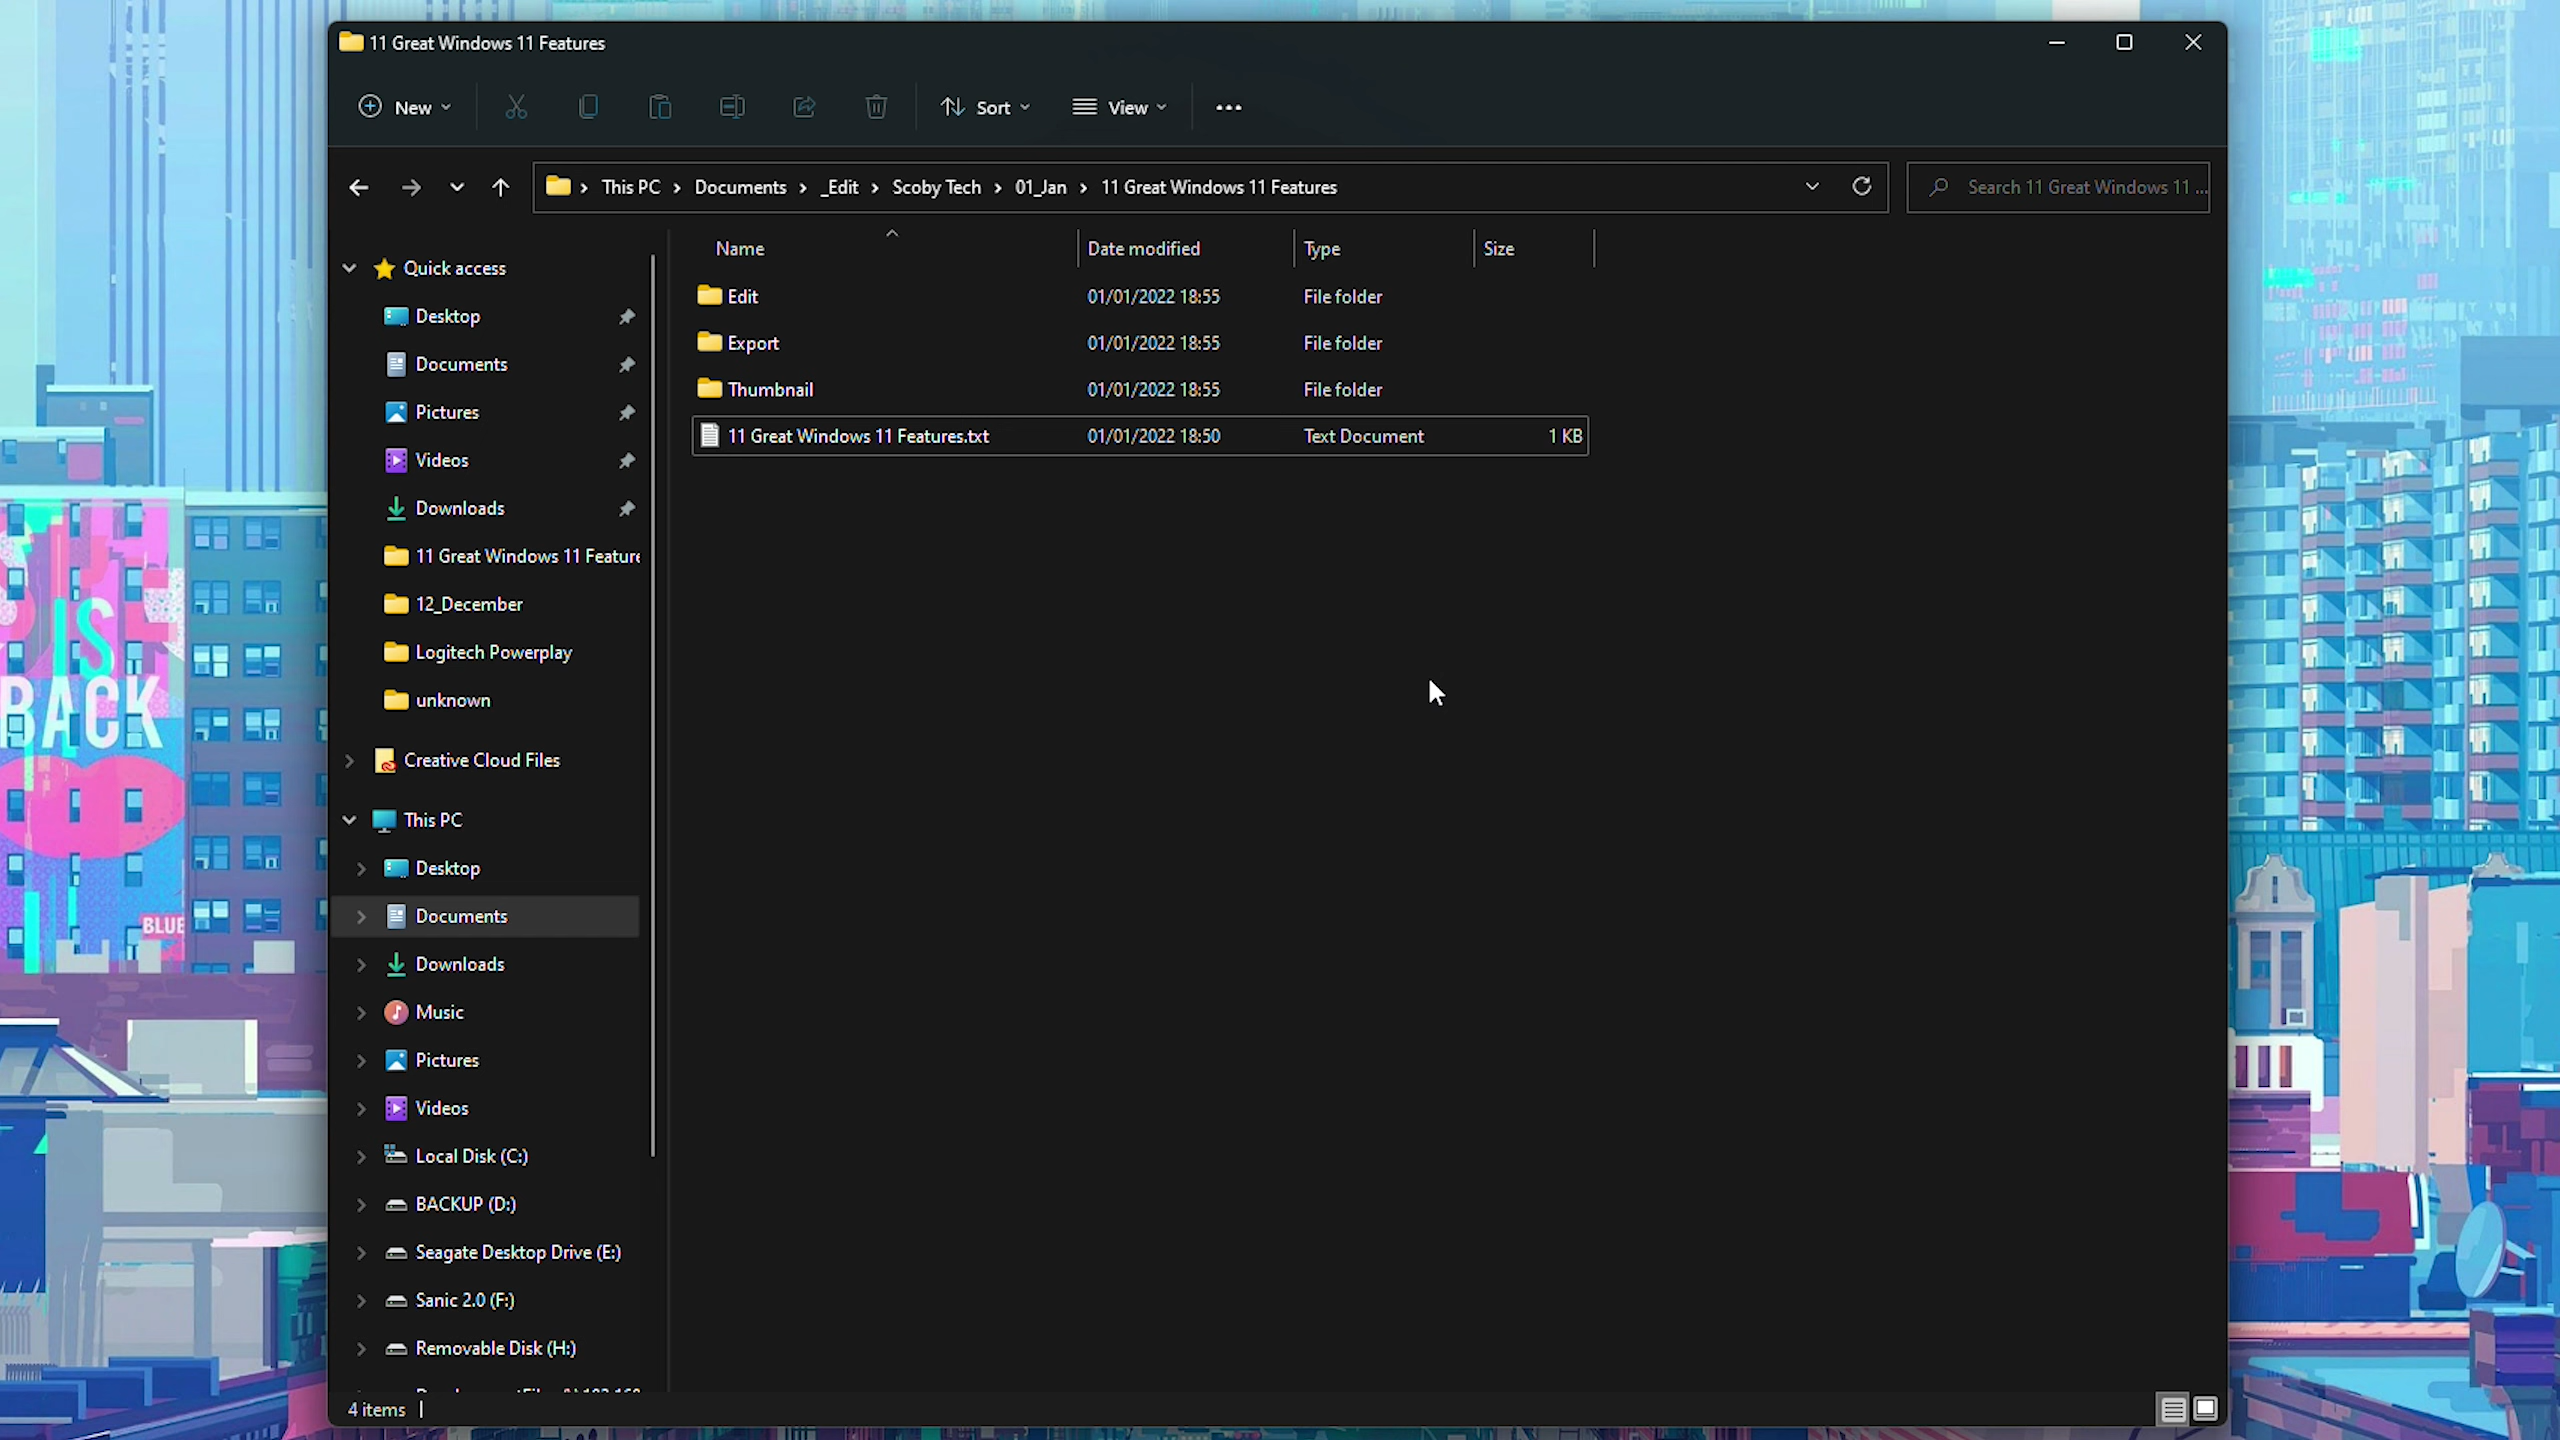 11 Great Windows 11 Features
New
Sort
View
This PC > Documents > _Edit > Scoby Tech > 01_Jan > 11 Great Windows 11 Features
Search 11 Great Windows 11 ...
Name Date modified Type Size
Edit 01/01/2022 18:55 File folder
Export 01/01/2022 18:55 File folder
Thumbnail 01/01/2022 18:55 File folder
11 Great Windows 11 Features.txt 01/01/2022 18:50 Text Document 1 KB
Quick access
Desktop
Documents
Pictures
Videos
Downloads
11 Great Windows 11 Feature
12_December
Logitech Powerplay
unknown
Creative Cloud Files
This PC
Desktop
Documents
Downloads
Music
Pictures
Videos
Local Disk (C:)
BACKUP (D:)
Seagate Desktop Drive (E:)
Sanic 2.0 (F:)
Removable Disk (H:)
4 items
IS
BACK
BLUE